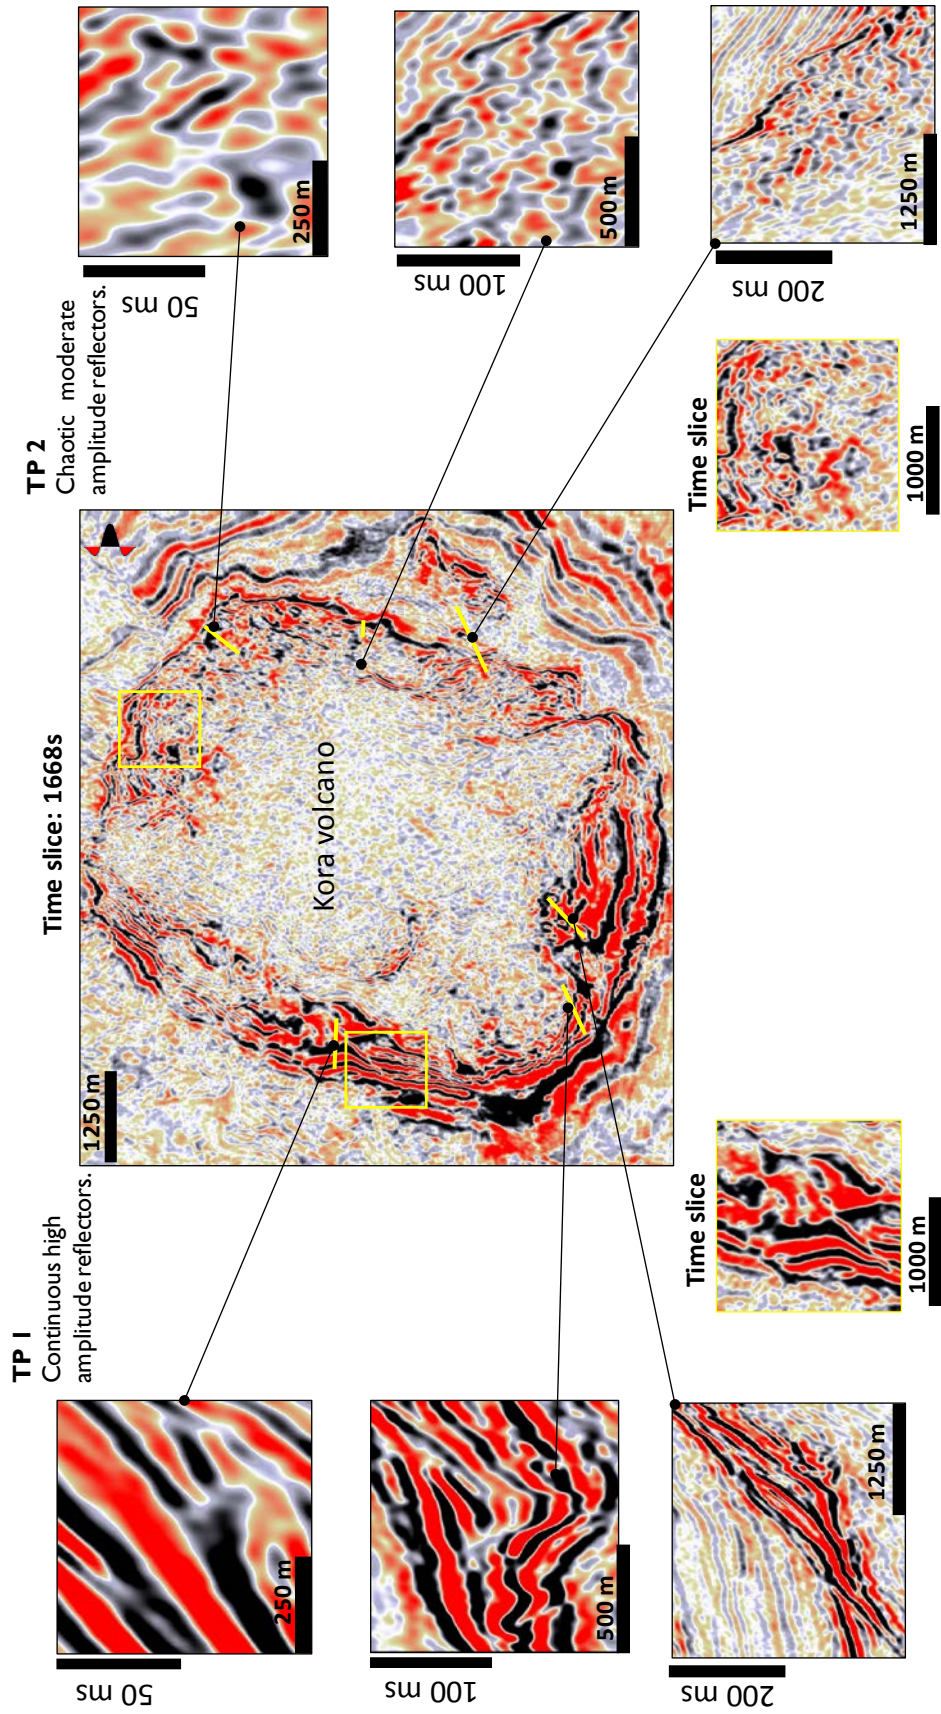 TP 1
Continuous high
amplitude reflectors.
Time slice: 1668s
TP 2
Chaotic moderate
amplitude reflectors.
50 ms
250 m
100 ms
500 m
200 ms
1250 m
Time slice
1000 m
1250 m
Kora volcano
50 ms
250 m
100 ms
500 m
200 ms
1250 m
Time slice
1000 m